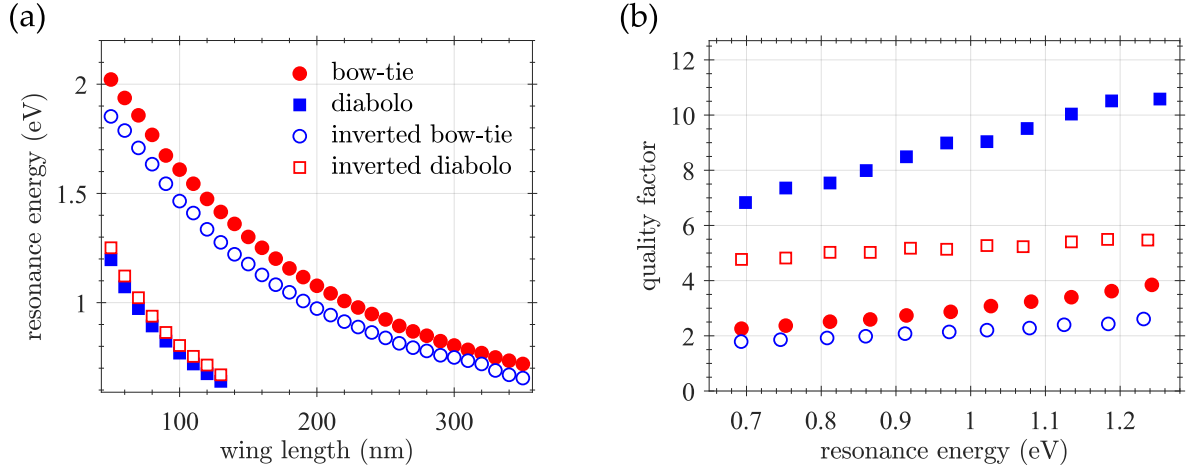 (a)
resonance energy (eV)
2
1.5
1
100
200
300
wing length (nm)
bow-tie
diabolo
inverted bow-tie
inverted diabolo
(b)
quality factor
12
10
8
6
4
2
0
0.7
0.8
0.9
1
1.1
1.2
resonance energy (eV)